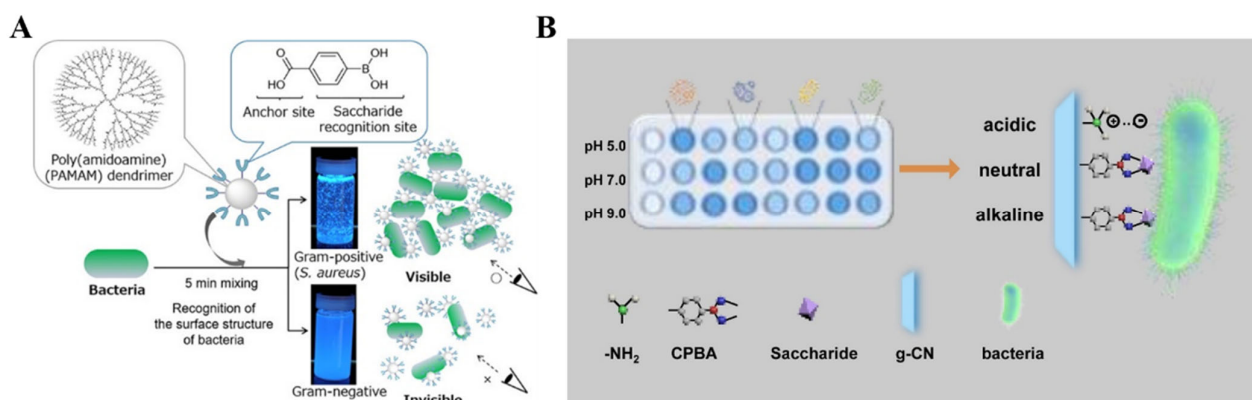 A
O
OH
HO
B
OH
Anchor site
Saccharide
recognition site
Poly(amidoamine)
(PAMAM) dendrimer
Bacteria
5 min mixing
Recognition of
the surface structure
of bacteria
Gram-positive
(S. aureus)
Visible
Gram-negative
Invisible
B
pH 5.0
pH 7.0
pH 9.0
acidic
neutral
alkaline
-NH₂
CPBA
Saccharide
g-CN
bacteria